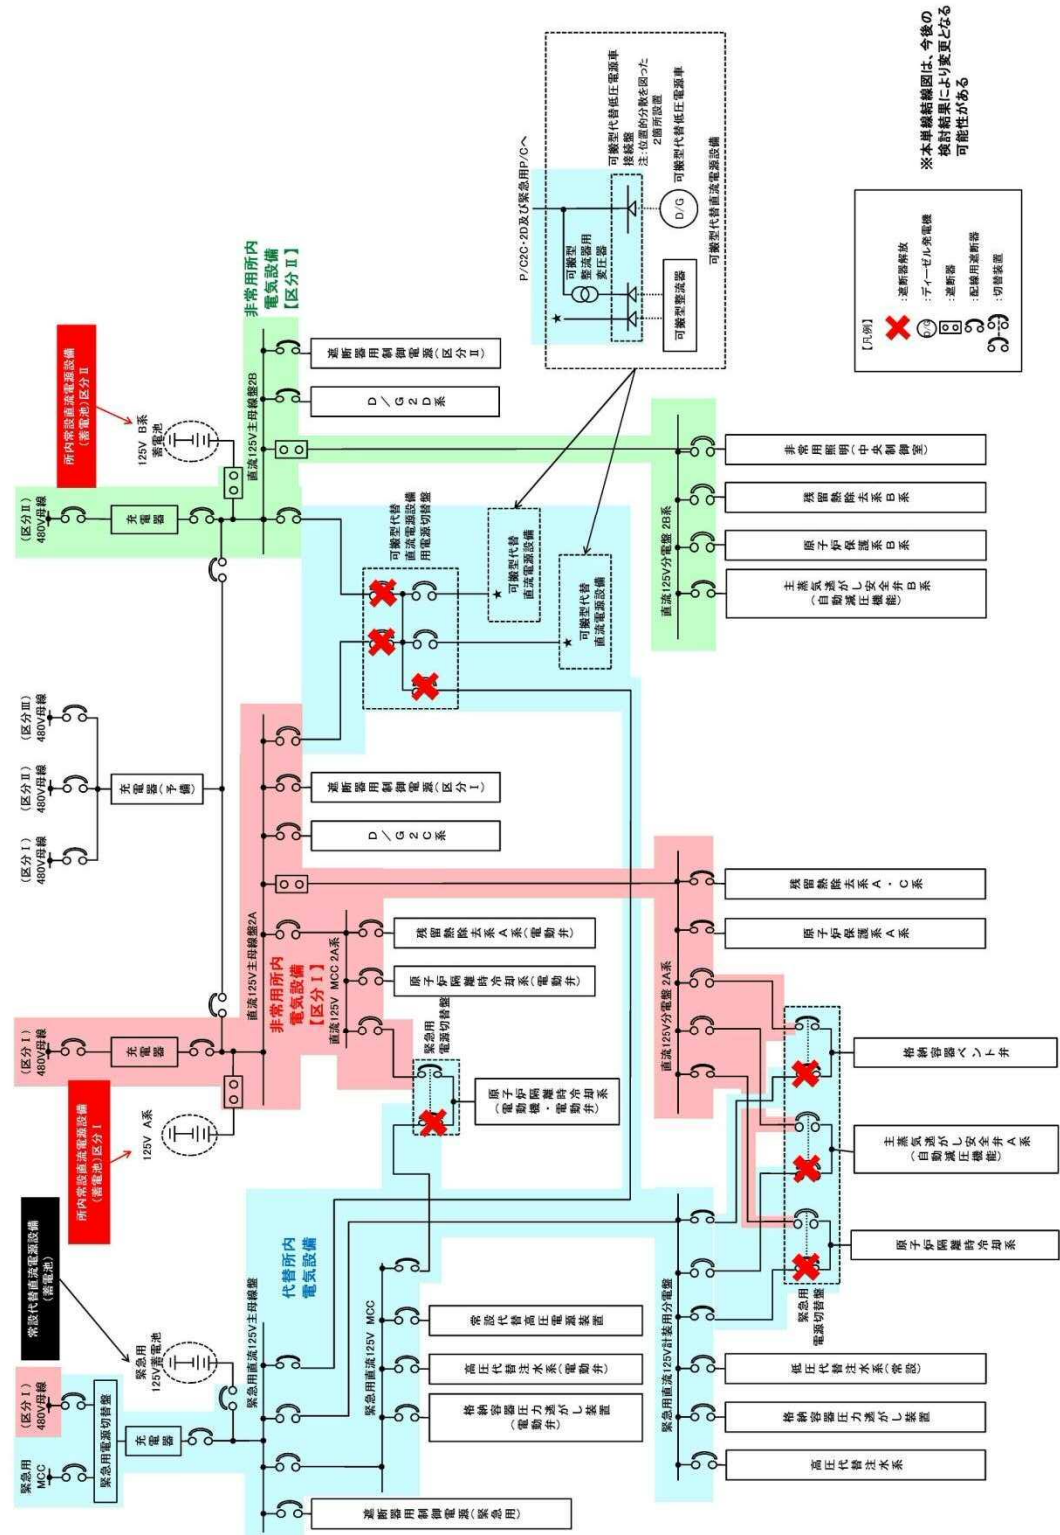 常設代替直流電源設備
(蓄電池)
所内常設直流電源設備
(蓄電池)区分Ⅰ
所内常設直流電源設備
(蓄電池)区分Ⅱ
緊急用
MCC
(区分Ⅰ)
480V母線
緊急用電源切替盤
充電器
緊急用
125V蓄電池
緊急用直流125V主母線盤
代替所内
電気設備
遮断器用制御電源(緊急用)
緊急用直流125V MCC
格納容器圧力逃がし装置
(電動弁)
高圧代替注水系(電動弁)
常設代替高圧電源装置
緊急用直流125V計装用分電盤
高圧代替注水系
格納容器圧力逃がし装置
低圧代替注水系(常設)
緊急用
電源切替盤
原子炉隔離時冷却系
主蒸気逃がし安全弁A系
(自動減圧機能)
格納容器ベント弁
125V A系
(区分Ⅰ)
480V母線
充電器
直流125V主母線盤2A
非常用所内
電気設備
【区分Ⅰ】
直流125V MCC 2A系
緊急用
電源切替盤
原子炉隔離時冷却系
(電動機・電動弁)
原子炉隔離時冷却系(電動弁)
残留熱除去系A系(電動弁)
D/G2C系
遮断器用制御電源(区分Ⅰ)
直流125V分電盤 2A系
原子炉保護系A系
残留熱除去系A・C系
(区分Ⅰ)
480V母線
(区分Ⅱ)
480V母線
(区分Ⅲ)
480V母線
充電器(予備)
(区分Ⅱ)
480V母線
充電器
125V B系
蓄電池
直流125V主母線盤2B
非常用所内
電気設備
【区分Ⅱ】
D/G2D系
遮断器用制御電源(区分Ⅱ)
可搬型代替
直流電源設備
用電源切替盤
★
可搬型代替
直流電源設備
★
可搬型代替
直流電源設備
直流125V分電盤 2B系
主蒸気逃がし安全弁B系
(自動減圧機能)
原子炉保護系B系
残留熱除去系B系
非常用照明(中央制御室)
P/C2C・2D及び緊急用P/Cへ
★
可搬型
整流器用
変圧器
可搬型代替低圧電源車
接続盤
注:位置的分散を図った
2箇所設置
可搬型整流器
D/G
可搬型代替低圧電源車
可搬型代替直流電源設備
【凡例】
:遮断器解放
D/G
:ディーゼル発電機
:遮断器
:配線用遮断器
:切替装置
※本単線結線図は、今後の
検討結果により変更となる
可能性がある